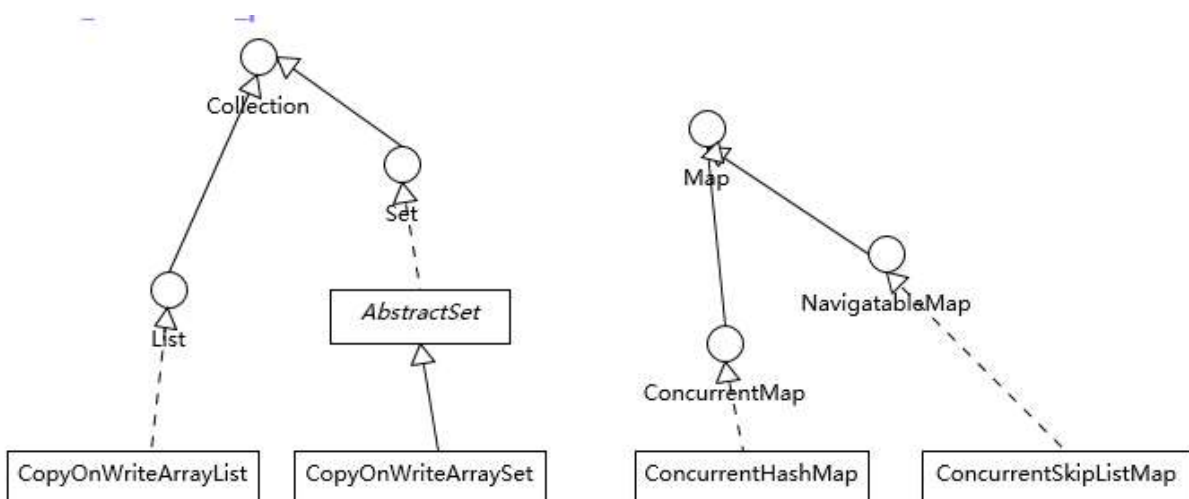 Collection
Set
List
AbstractSet
CopyOnWriteArrayList
CopyOnWriteArraySet
Map
NavigatableMap
ConcurrentMap
ConcurrentHashMap
ConcurrentSkipListMap